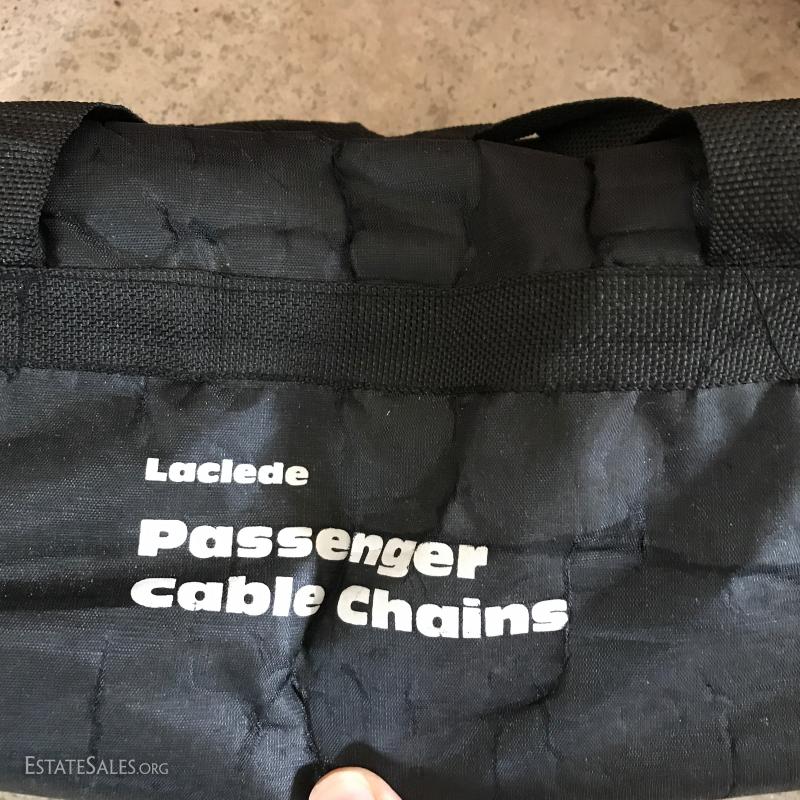 Laclede
Passenger
Cable Chains
EstateSales.org